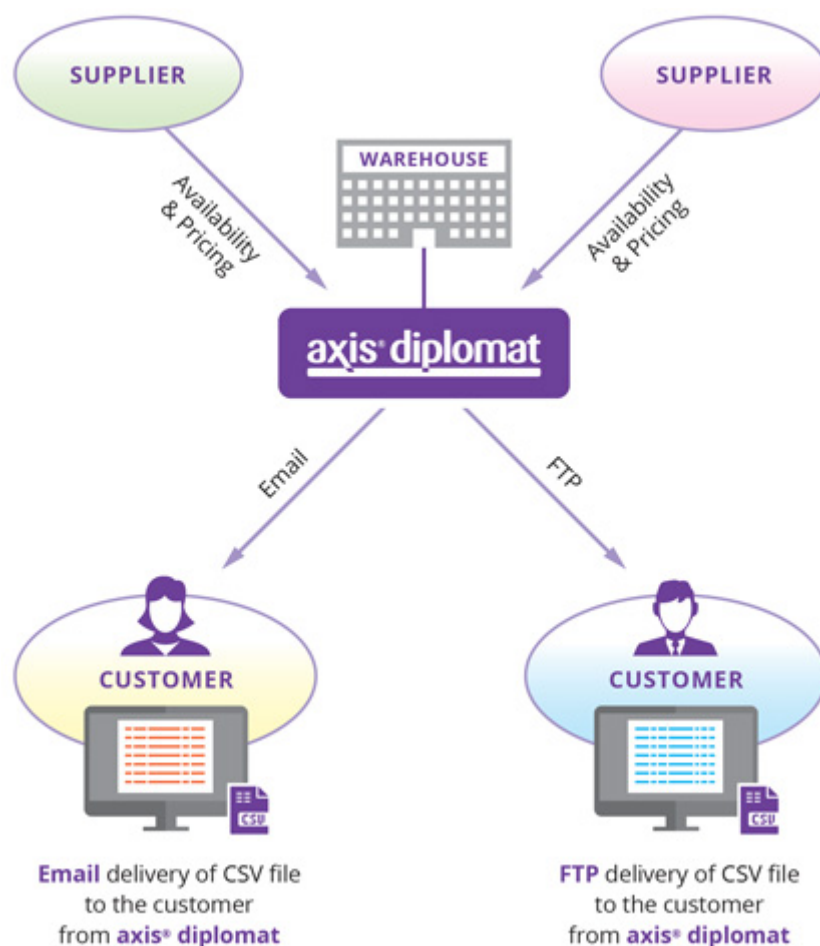 SUPPLIER
SUPPLIER
WAREHOUSE
Availability
& Pricing
Availability
& Pricing
axis® diplomat
Email
FTP
CUSTOMER
CUSTOMER
CSV
CSV
Email delivery of CSV file
to the customer
from axis® diplomat
FTP delivery of CSV file
to the customer
from axis® diplomat